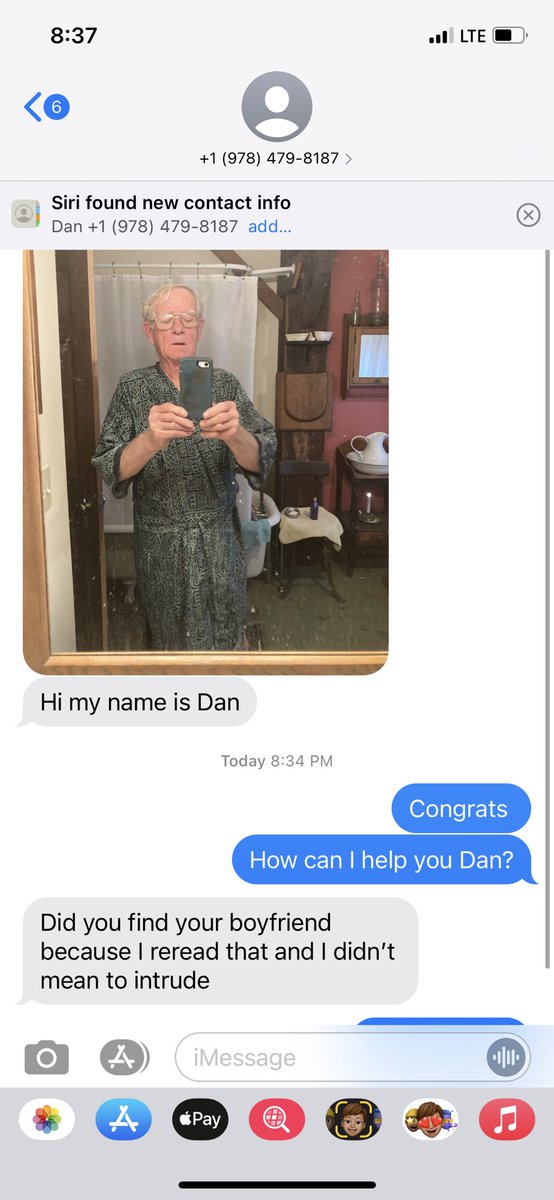 8:37
LTE
6
+1 (978) 479-8187
Siri found new contact info
Dan +1 (978) 479-8187 add...
Hi my name is Dan
Today 8:34 PM
Congrats
How can I help you Dan?
Did you find your boyfriend
because I reread that and I didn't
mean to intrude
iMessage
Pay